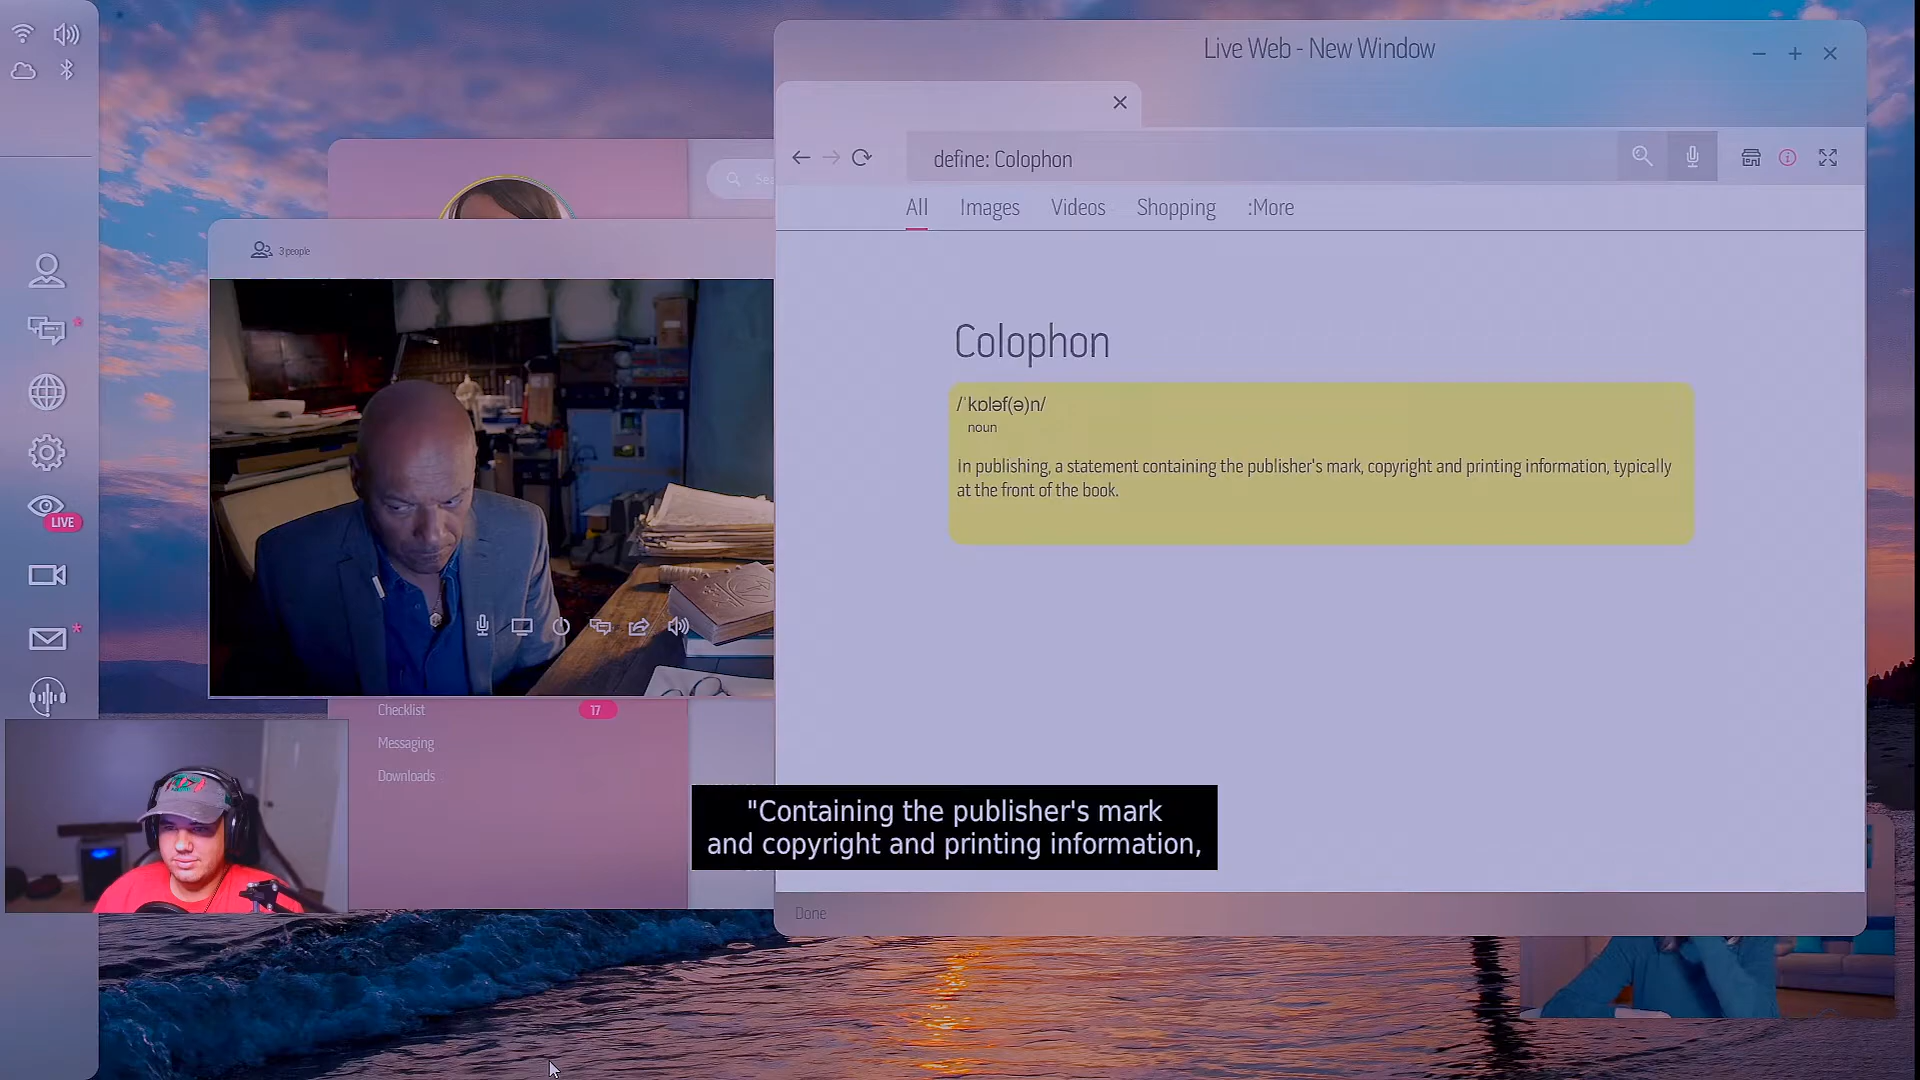 Live Web - New Window
define: Colophon
All Images Videos Shopping :More
3 people
Colophon
/ˈkɒləf(ə)n/
noun
In publishing, a statement containing the publisher's mark, copyright and printing information, typically
at the front of the book.
LIVE
Checklist 17
Messaging
Downloads
"Containing the publisher's mark
and copyright and printing information,
Done